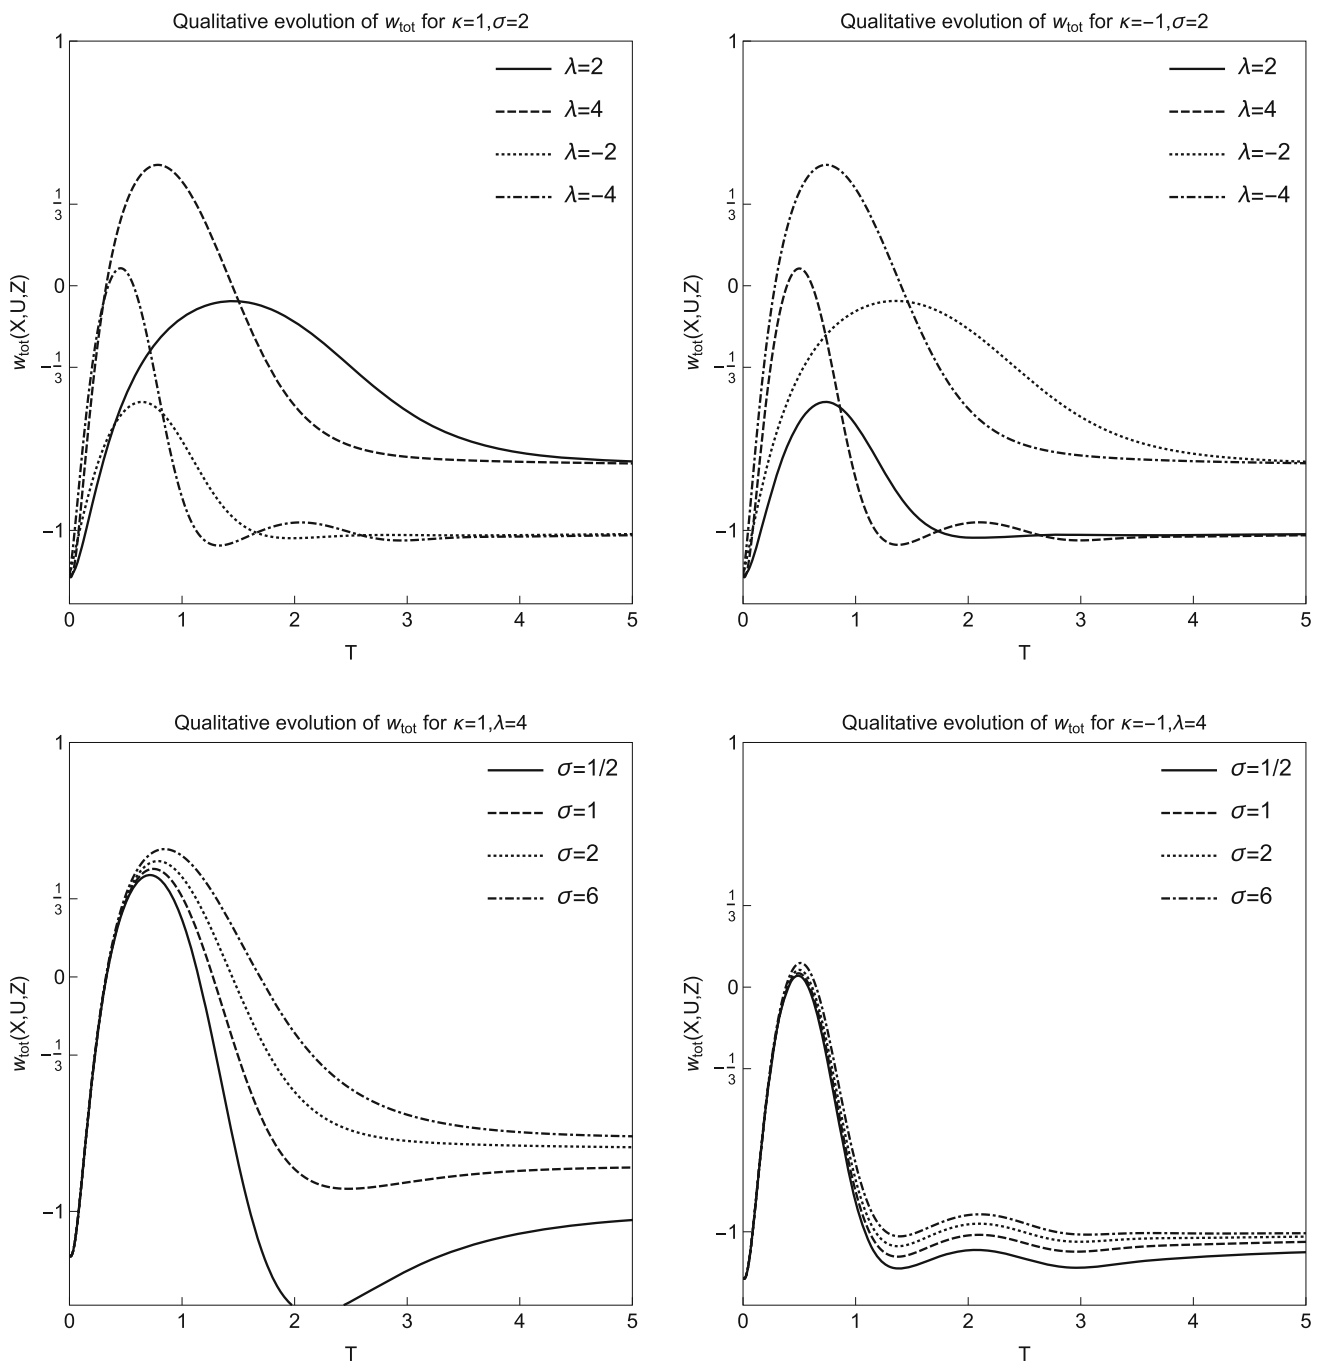 Qualitative evolution of w_tot for κ=1,σ=2
λ=2
λ=4
λ=−2
λ=−4
1
1/3
0
−1/3
−1
w_tot(X,U,Z)
0 1 2 3 4 5
T
Qualitative evolution of w_tot for κ=−1,σ=2
λ=2
λ=4
λ=−2
λ=−4
1
1/3
0
−1/3
−1
w_tot(X,U,Z)
0 1 2 3 4 5
T
Qualitative evolution of w_tot for κ=1,λ=4
σ=1/2
σ=1
σ=2
σ=6
1
1/3
0
−1/3
−1
w_tot(X,U,Z)
0 1 2 3 4 5
T
Qualitative evolution of w_tot for κ=−1,λ=4
σ=1/2
σ=1
σ=2
σ=6
1
1/3
0
−1/3
−1
w_tot(X,U,Z)
0 1 2 3 4 5
T